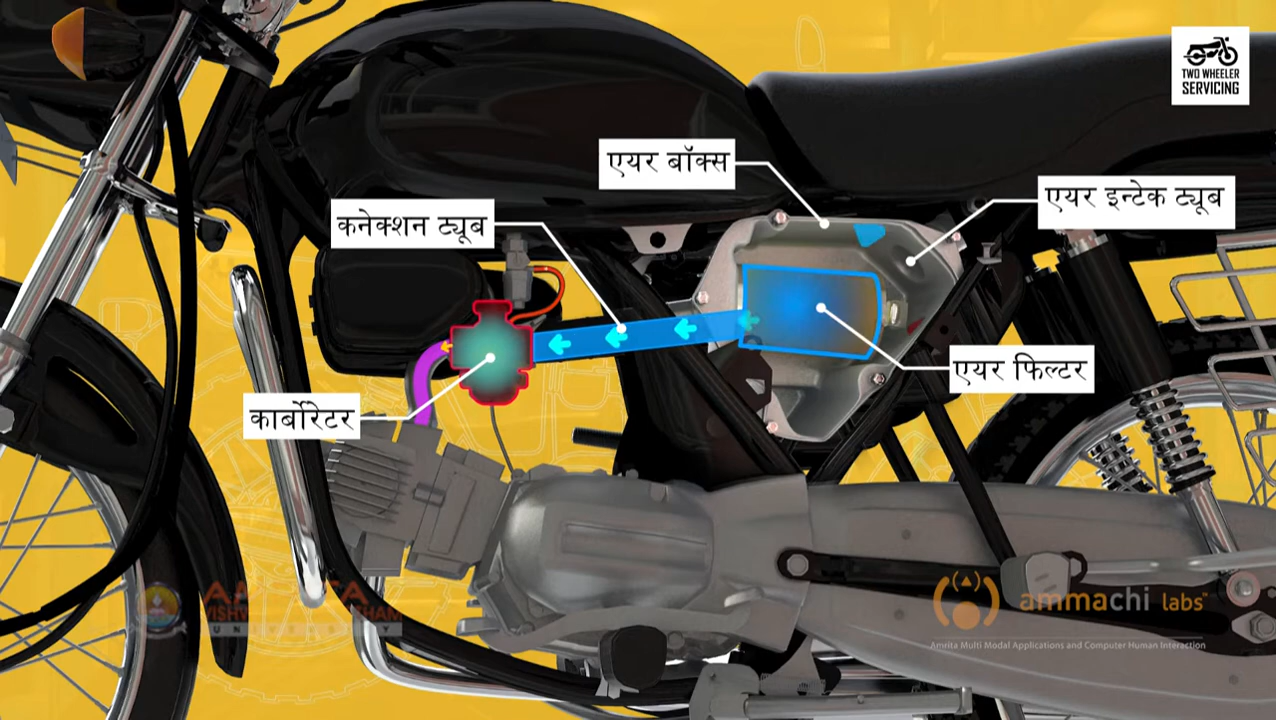 TWO WHEELER
SERVICING
एयर बॉक्स
एयर इन्टेक ट्यूब
कनेक्शन ट्यूब
एयर फिल्टर
कार्बोरेटर
ammachi labs
Amrita Multi Modal Applications and Computer Human Interaction